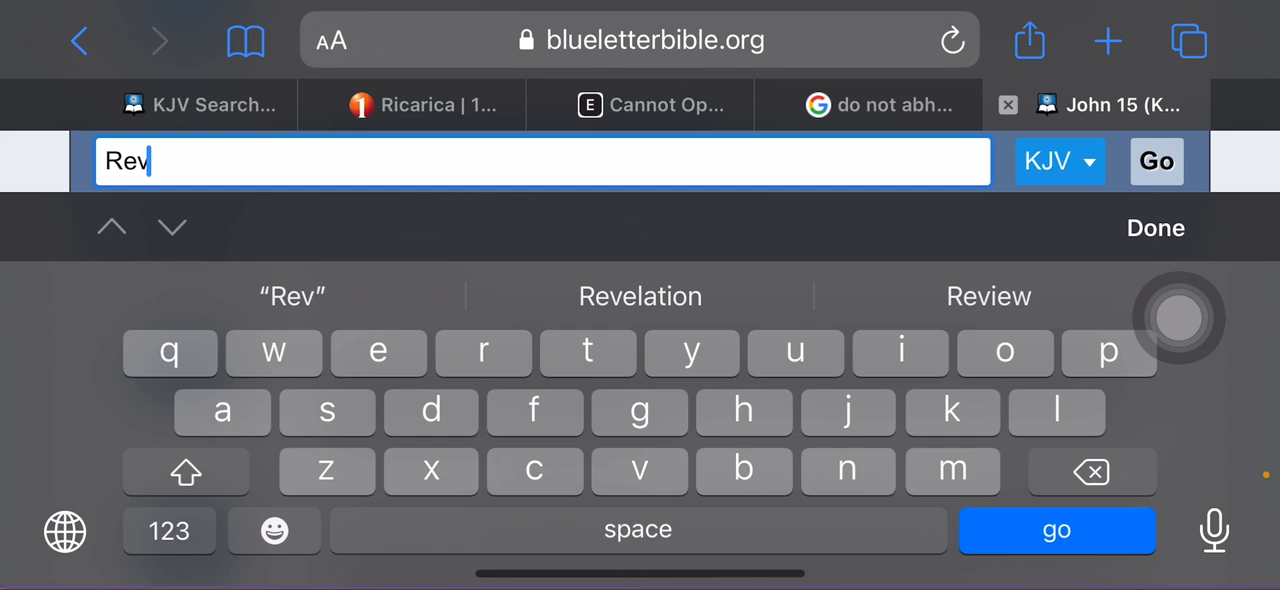 AA blueletterbible.org
KJV Search... Ricarica | 1... E Cannot Op... do not abh... John 15 (K...
Rev KJV Go
Done
“Rev” Revelation Review
q w e r t y u i o p
a s d f g h j k l
z x c v b n m
123 space go